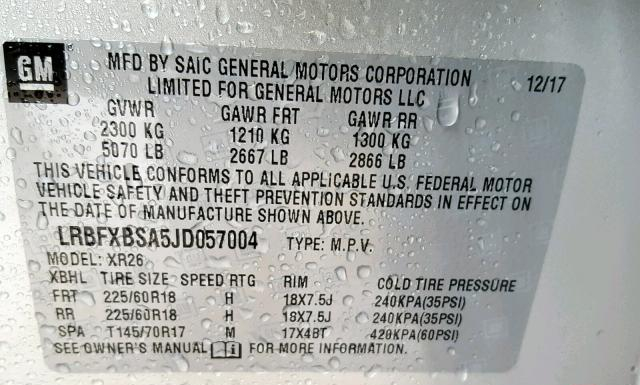 GM
MFD BY SAIC GENERAL MOTORS CORPORATION 12/17
LIMITED FOR GENERAL MOTORS LLC
GVWR GAWR FRT GAWR RR
2300 KG 1210 KG 1300 KG
5070 LB 2667 LB 2866 LB
THIS VEHICLE CONFORMS TO ALL APPLICABLE U.S. FEDERAL MOTOR
VEHICLE SAFETY AND THEFT PREVENTION STANDARDS IN EFFECT ON
THE DATE OF MANUFACTURE SHOWN ABOVE.
LRBFXBSA5JD057004 TYPE: M.P.V.
MODEL: XR26
XBHL TIRE SIZE SPEED RTG RIM COLD TIRE PRESSURE
FRT 225/60R18 H 18X7.5J 240KPA(35PSI)
RR 225/60R18 H 18X7.5J 240KPA(35PSI)
SPA T145/70R17 M 17X4BT 420KPA(60PSI)
SEE OWNER'S MANUAL FOR MORE INFORMATION.